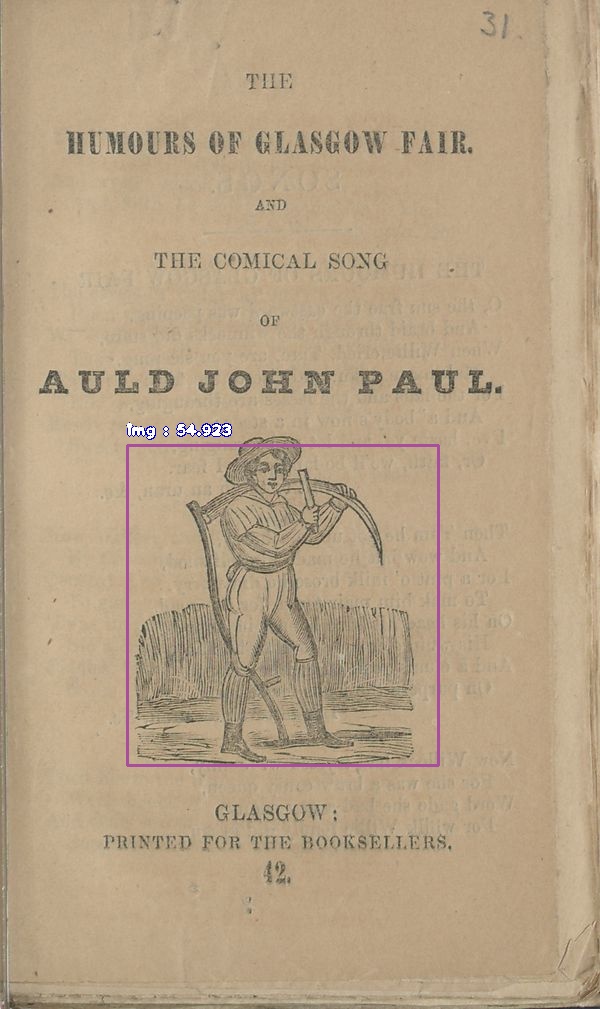 31.
THE
HUMOURS OF GLASGOW FAIR.
AND
THE COMICAL SONG
OF
AULD JOHN PAUL.
img : 54.923
GLASGOW:
PRINTED FOR THE BOOKSELLERS.
42.